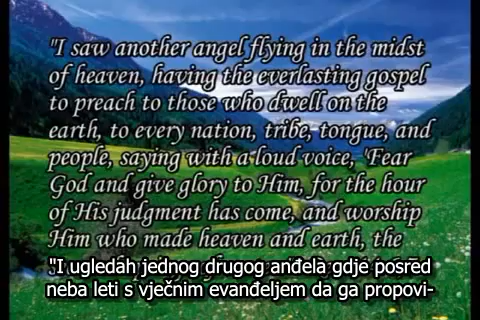 "I saw another angel flying in the midst
of heaven, having the everlasting gospel
to preach to those who dwell on the
earth, to every nation, tribe, tongue, and
people, saying with a loud voice, 'Fear
God and give glory to Him, for the hour
of His judgment has come, and worship
Him who made heaven and earth, the
"I ugledah jednog drugog anđela gdje posred
neba leti s vječnim evanđeljem da ga propovi-